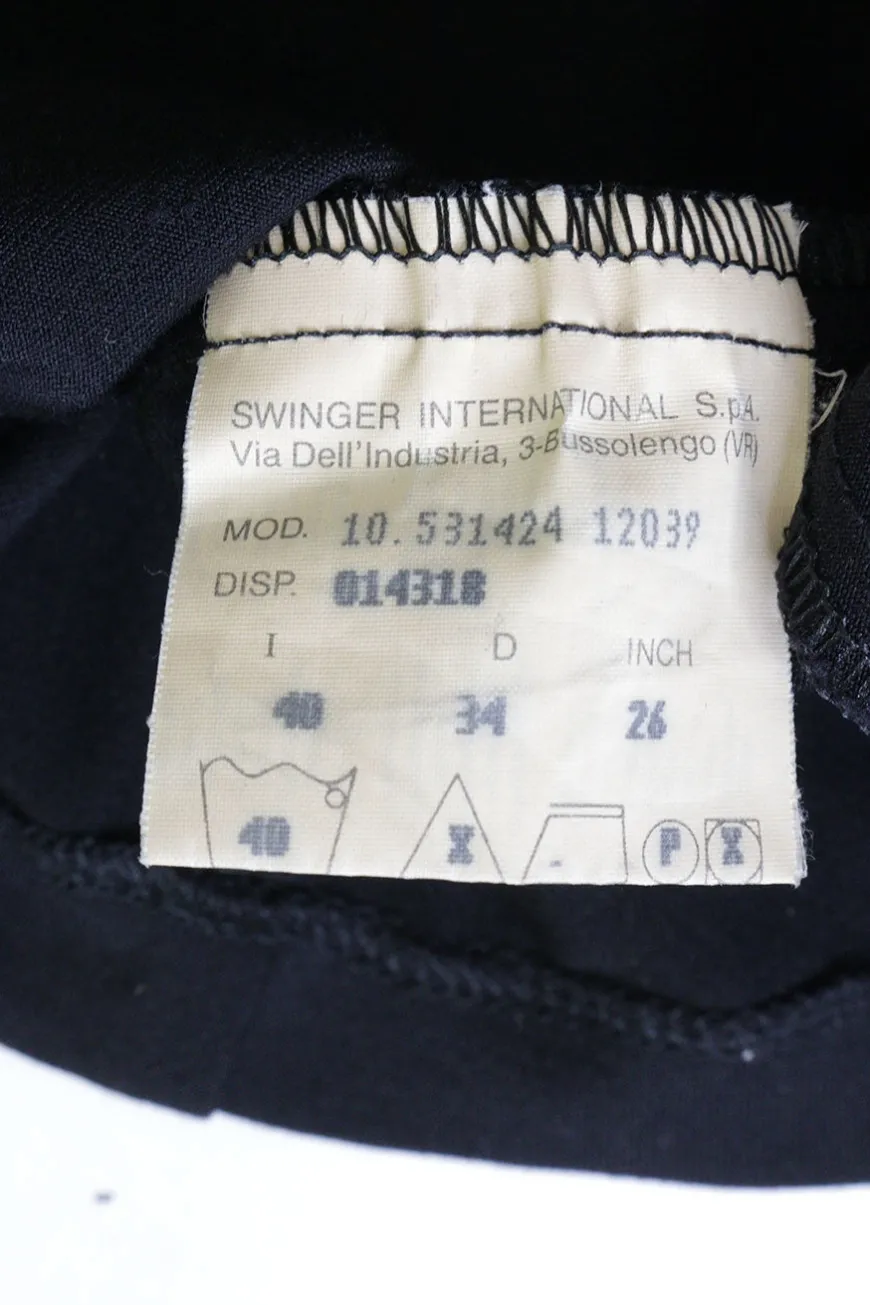 SWINGER INTERNATIONAL S.p.A.
Via Dell'Industria, 3-Bussolengo (VR)
MOD. 10.531424 12039
DISP. 014318
I D INCH
40 34 26
40 X P X